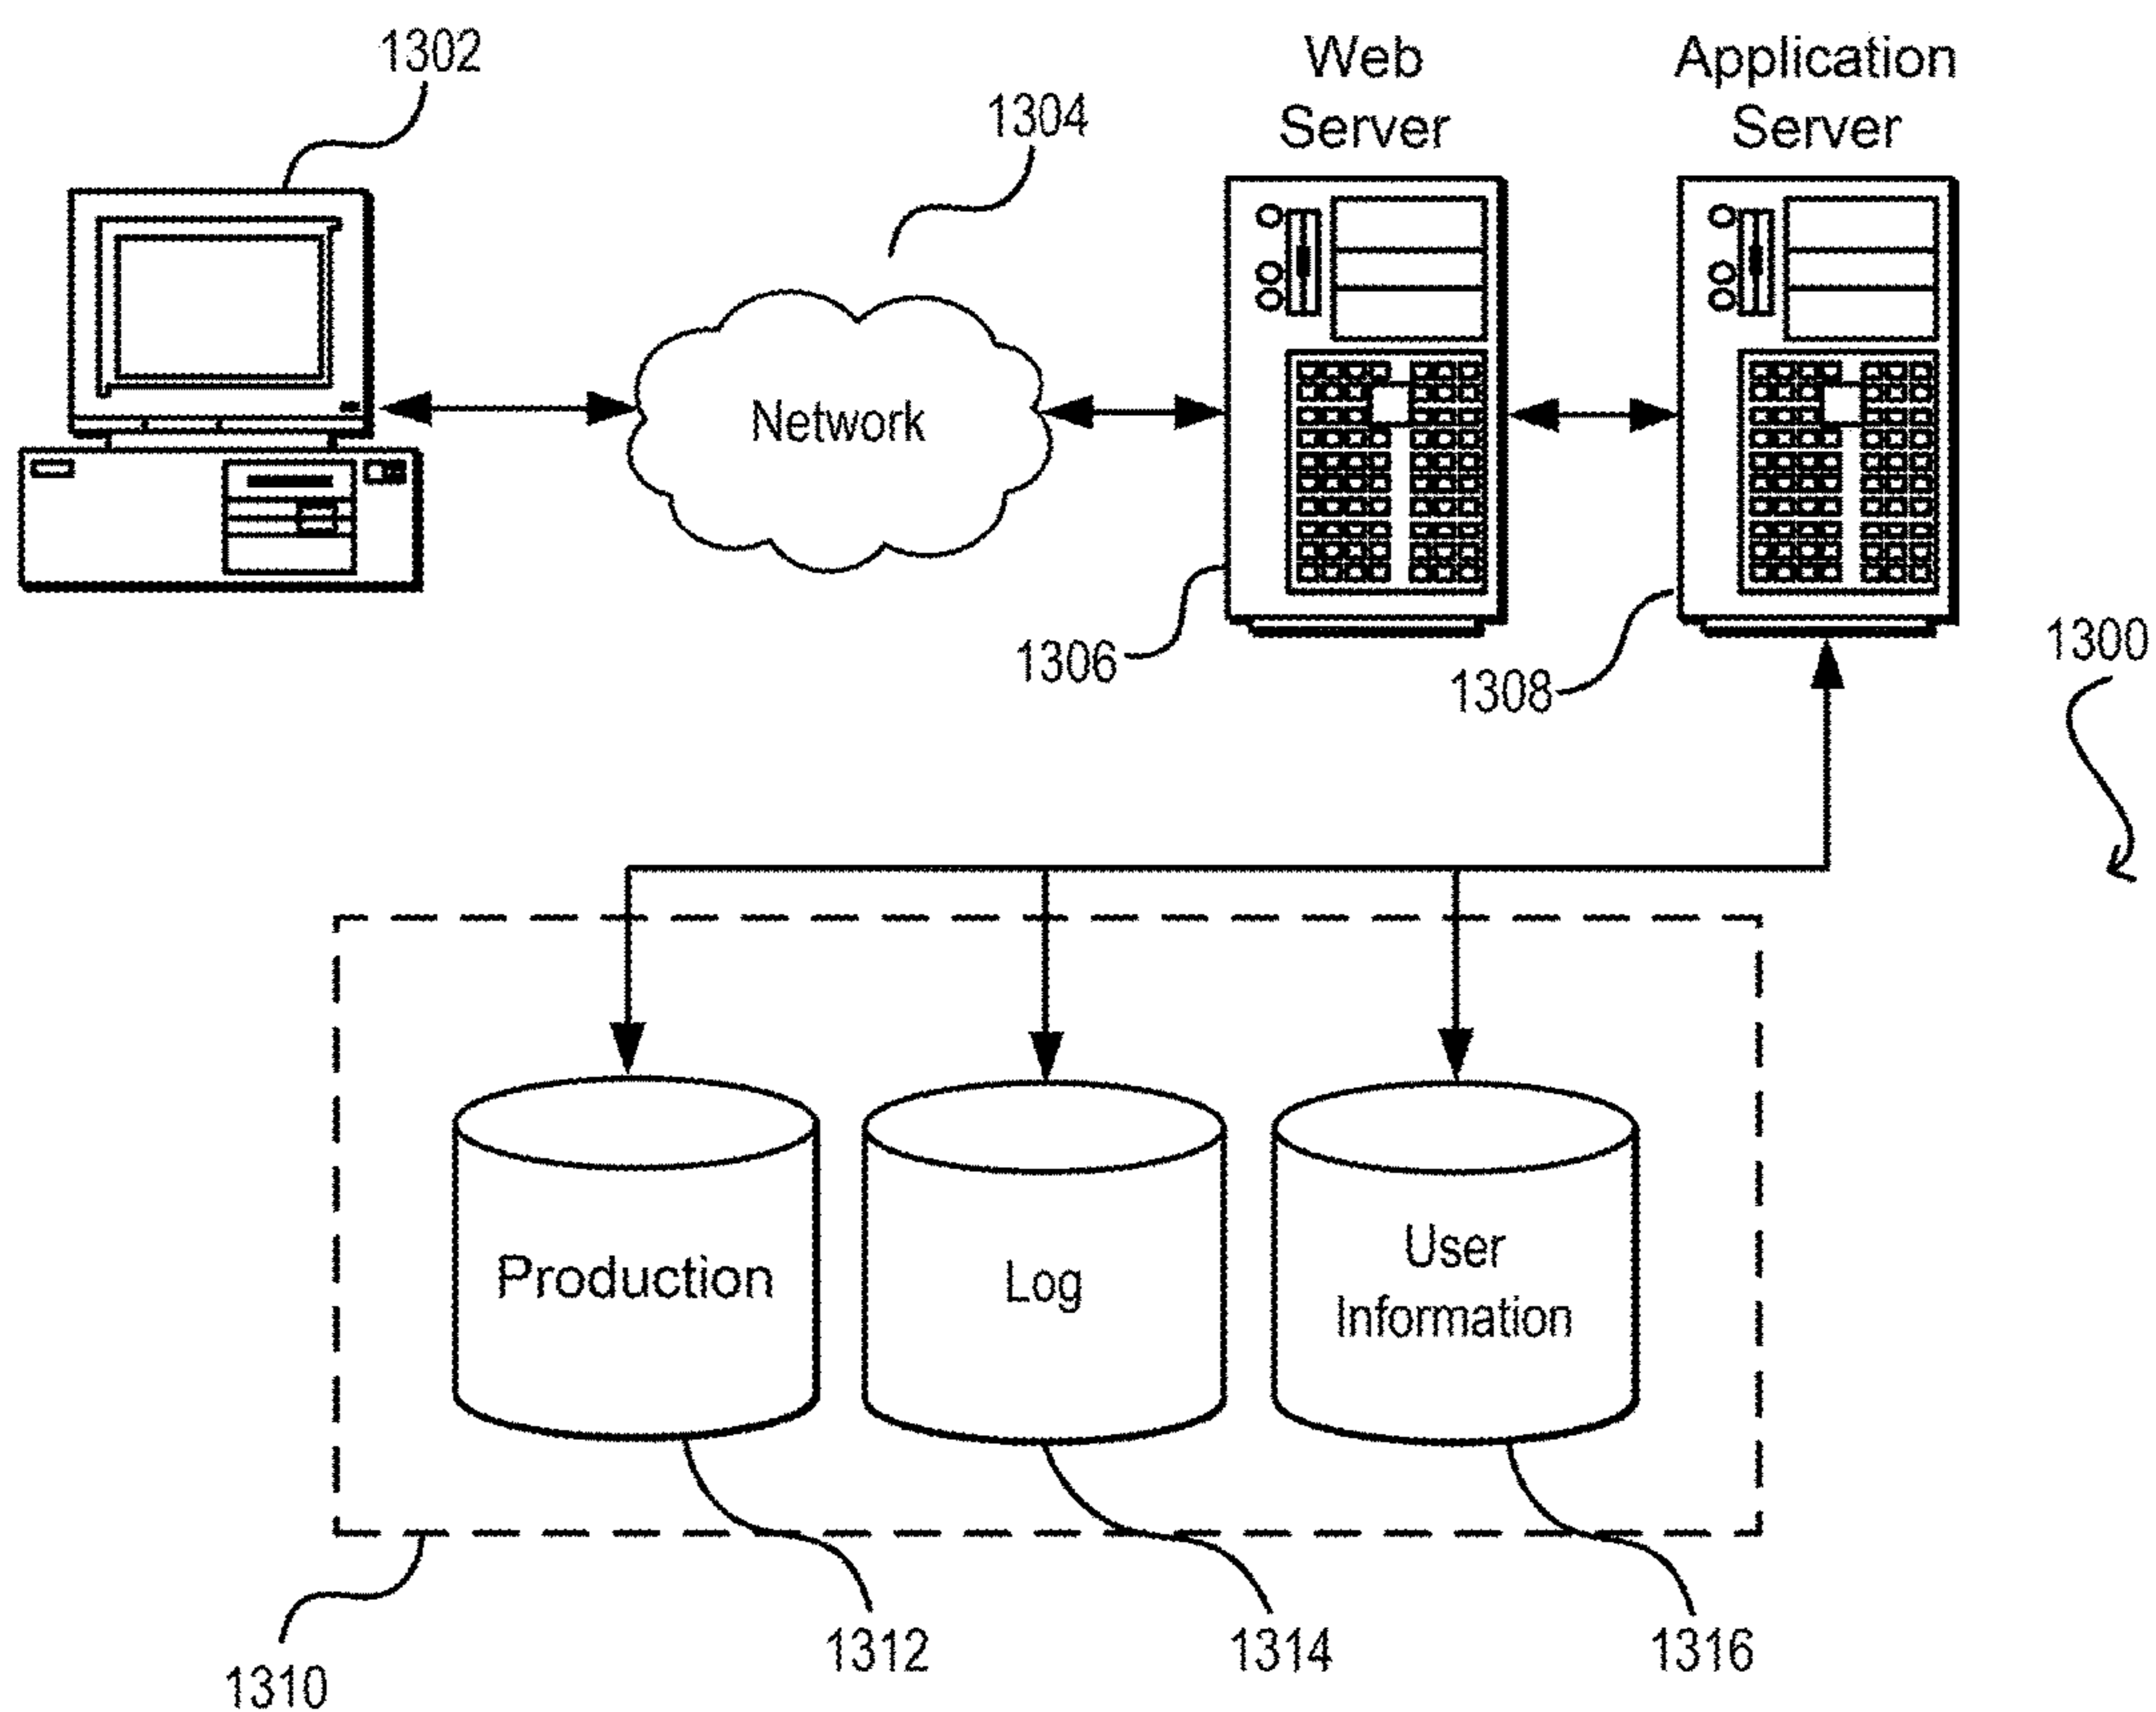 1302
1304
Web
Server
Application
Server
Network
1306
1308
1300
Production
Log
User
Information
1310
1312
1314
1316